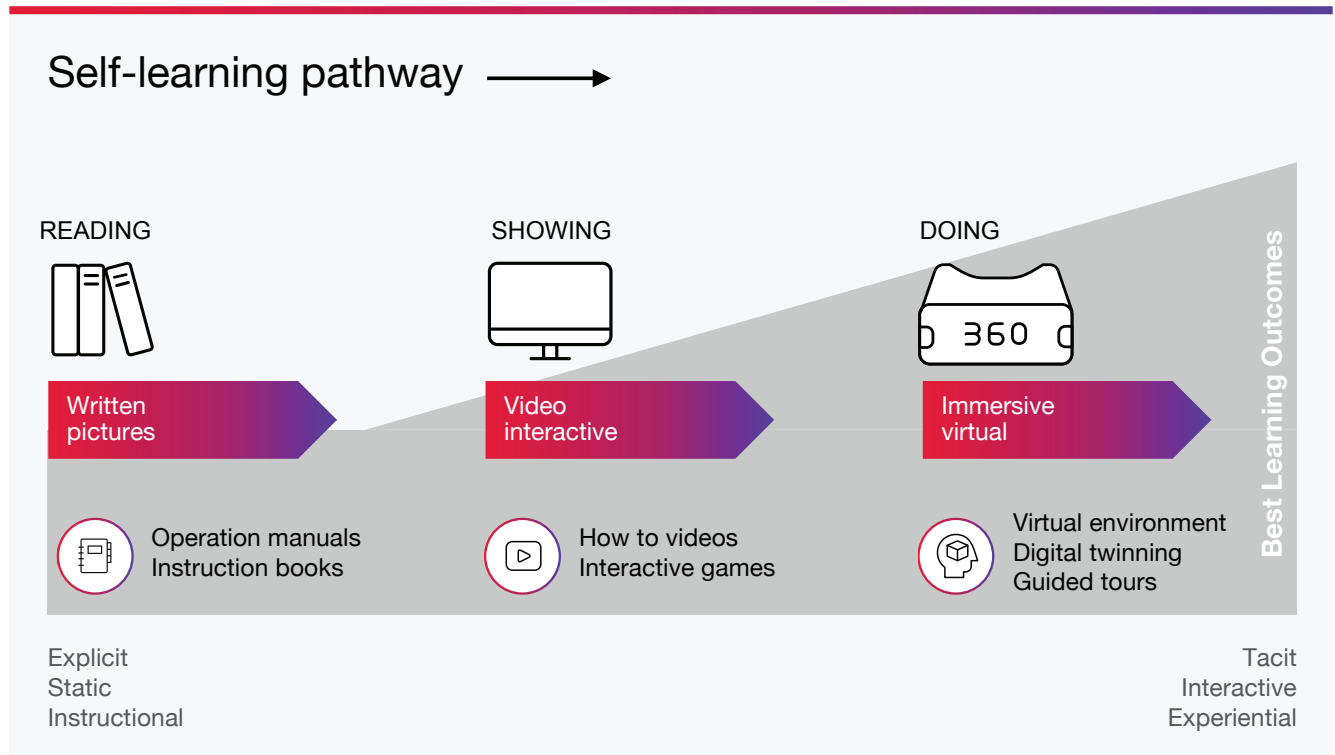 Self-learning pathway
READING
SHOWING
DOING
360
Written
pictures
Video
interactive
Immersive
virtual
Operation manuals
Instruction books
How to videos
Interactive games
Virtual environment
Digital twinning
Guided tours
Best Learning Outcomes
Explicit
Static
Instructional
Tacit
Interactive
Experiential